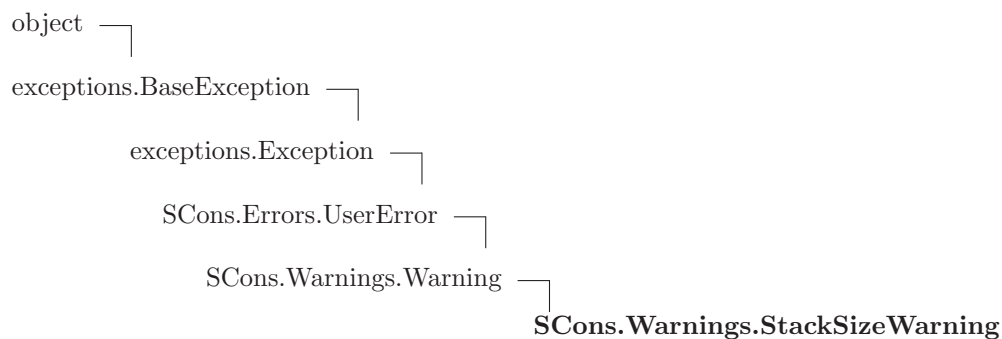 object
exceptions.BaseException
exceptions.Exception
SCons.Errors.UserError
SCons.Warnings.Warning
SCons.Warnings.StackSizeWarning